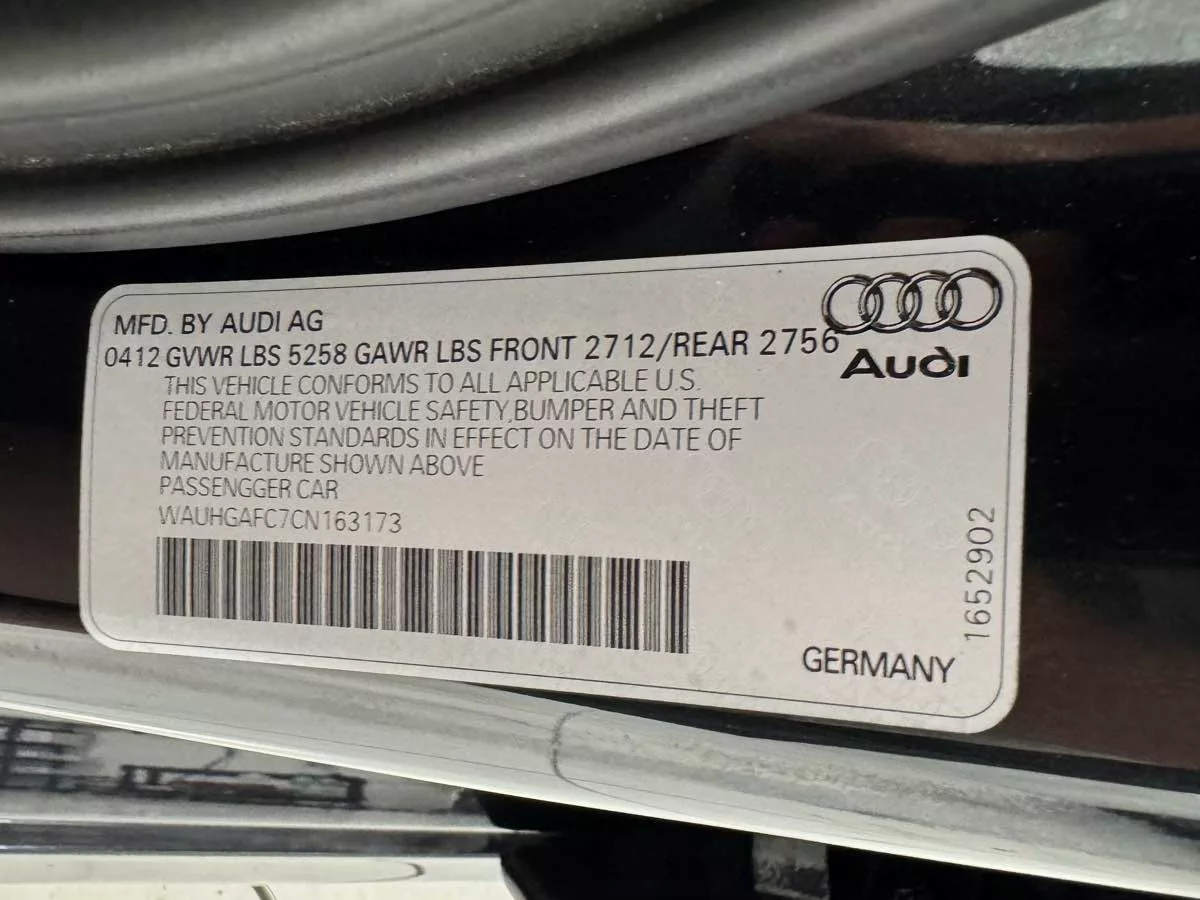 MFD. BY AUDI AG
0412 GVWR LBS 5258 GAWR LBS FRONT 2712/REAR 2756
Audi
THIS VEHICLE CONFORMS TO ALL APPLICABLE U.S.
FEDERAL MOTOR VEHICLE SAFETY,BUMPER AND THEFT
PREVENTION STANDARDS IN EFFECT ON THE DATE OF
MANUFACTURE SHOWN ABOVE
PASSENGGER CAR
WAUHGAFC7CN163173
1652902
GERMANY